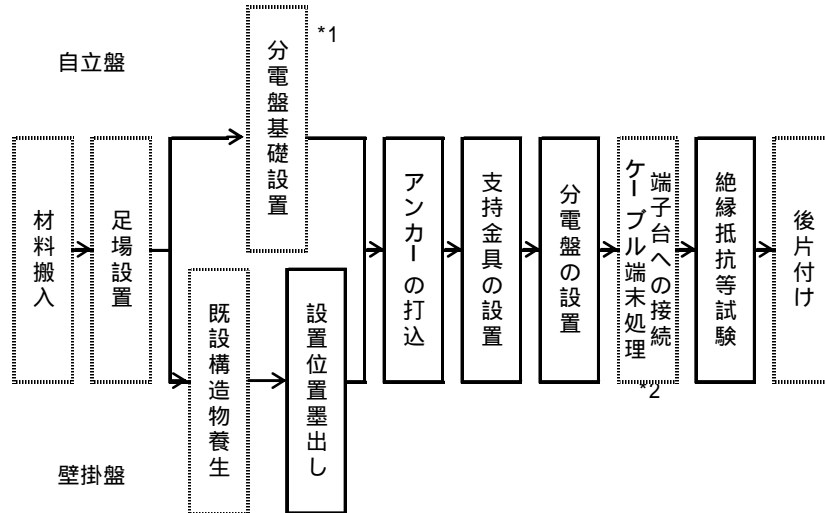 自立盤
分電盤基礎設置
*1
材料搬入
足場設置
既設構造物養生
設置位置墨出し
アンカーの打込
支持金具の設置
分電盤の設置
端子台への接続
ケーブル端末処理
*2
絶縁抵抗等試験
後片付け
壁掛盤